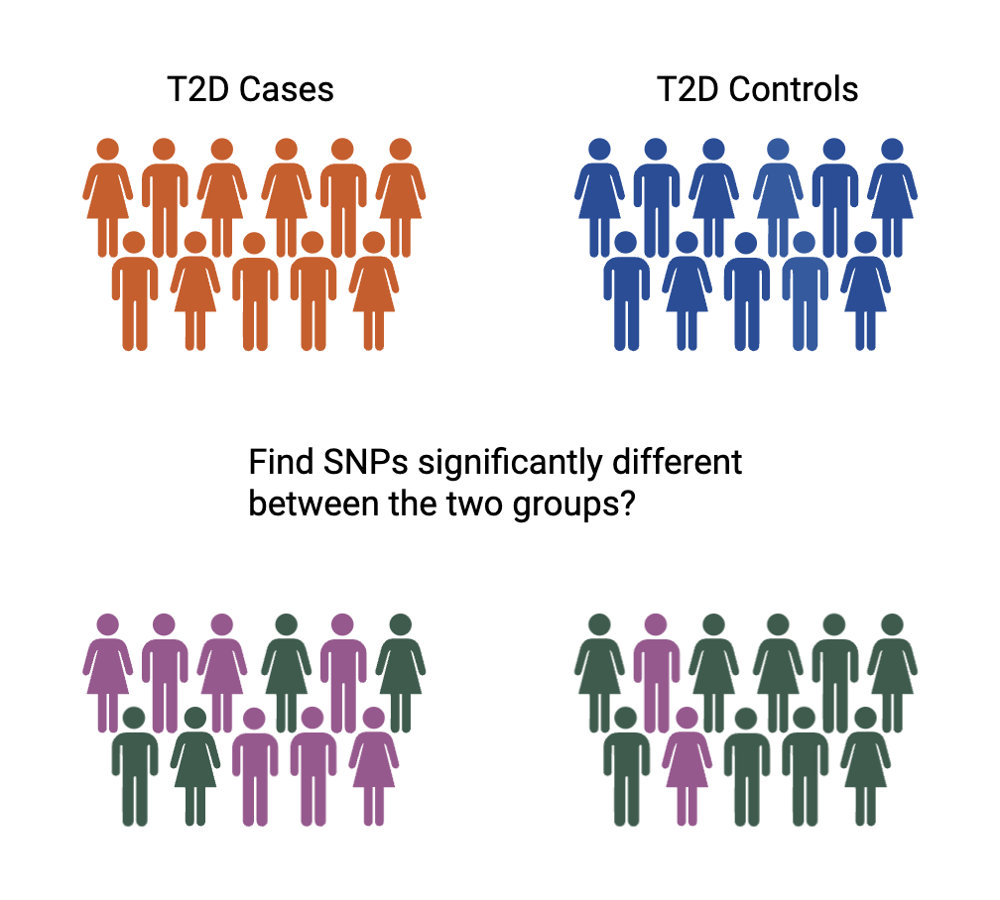 T2D Cases
T2D Controls
Find SNPs significantly different
between the two groups?